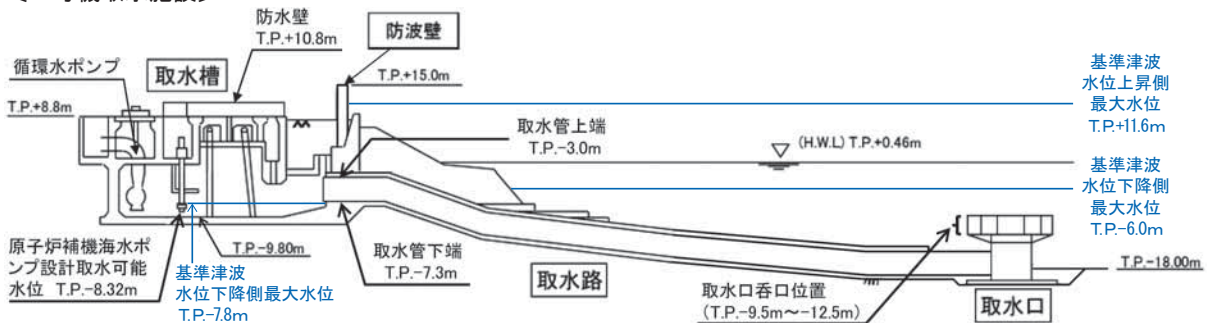 防水壁
T.P.+10.8m
防波壁
循環水ポンプ
取水槽
T.P.+15.0m
基準津波
水位上昇側
最大水位
T.P.+11.6m
T.P.+8.8m
取水管上端
T.P.-3.0m
(H.W.L) T.P.+0.46m
基準津波
水位下降側
最大水位
T.P.-6.0m
原子炉補機海水ポ
ンプ設計取水可能
水位 T.P.-8.32m
T.P.-9.80m
基準津波
水位下降側最大水位
T.P.-7.8m
取水管下端
T.P.-7.3m
取水路
取水口呑口位置
(T.P.-9.5m~-12.5m)
T.P.-18.00m
取水口